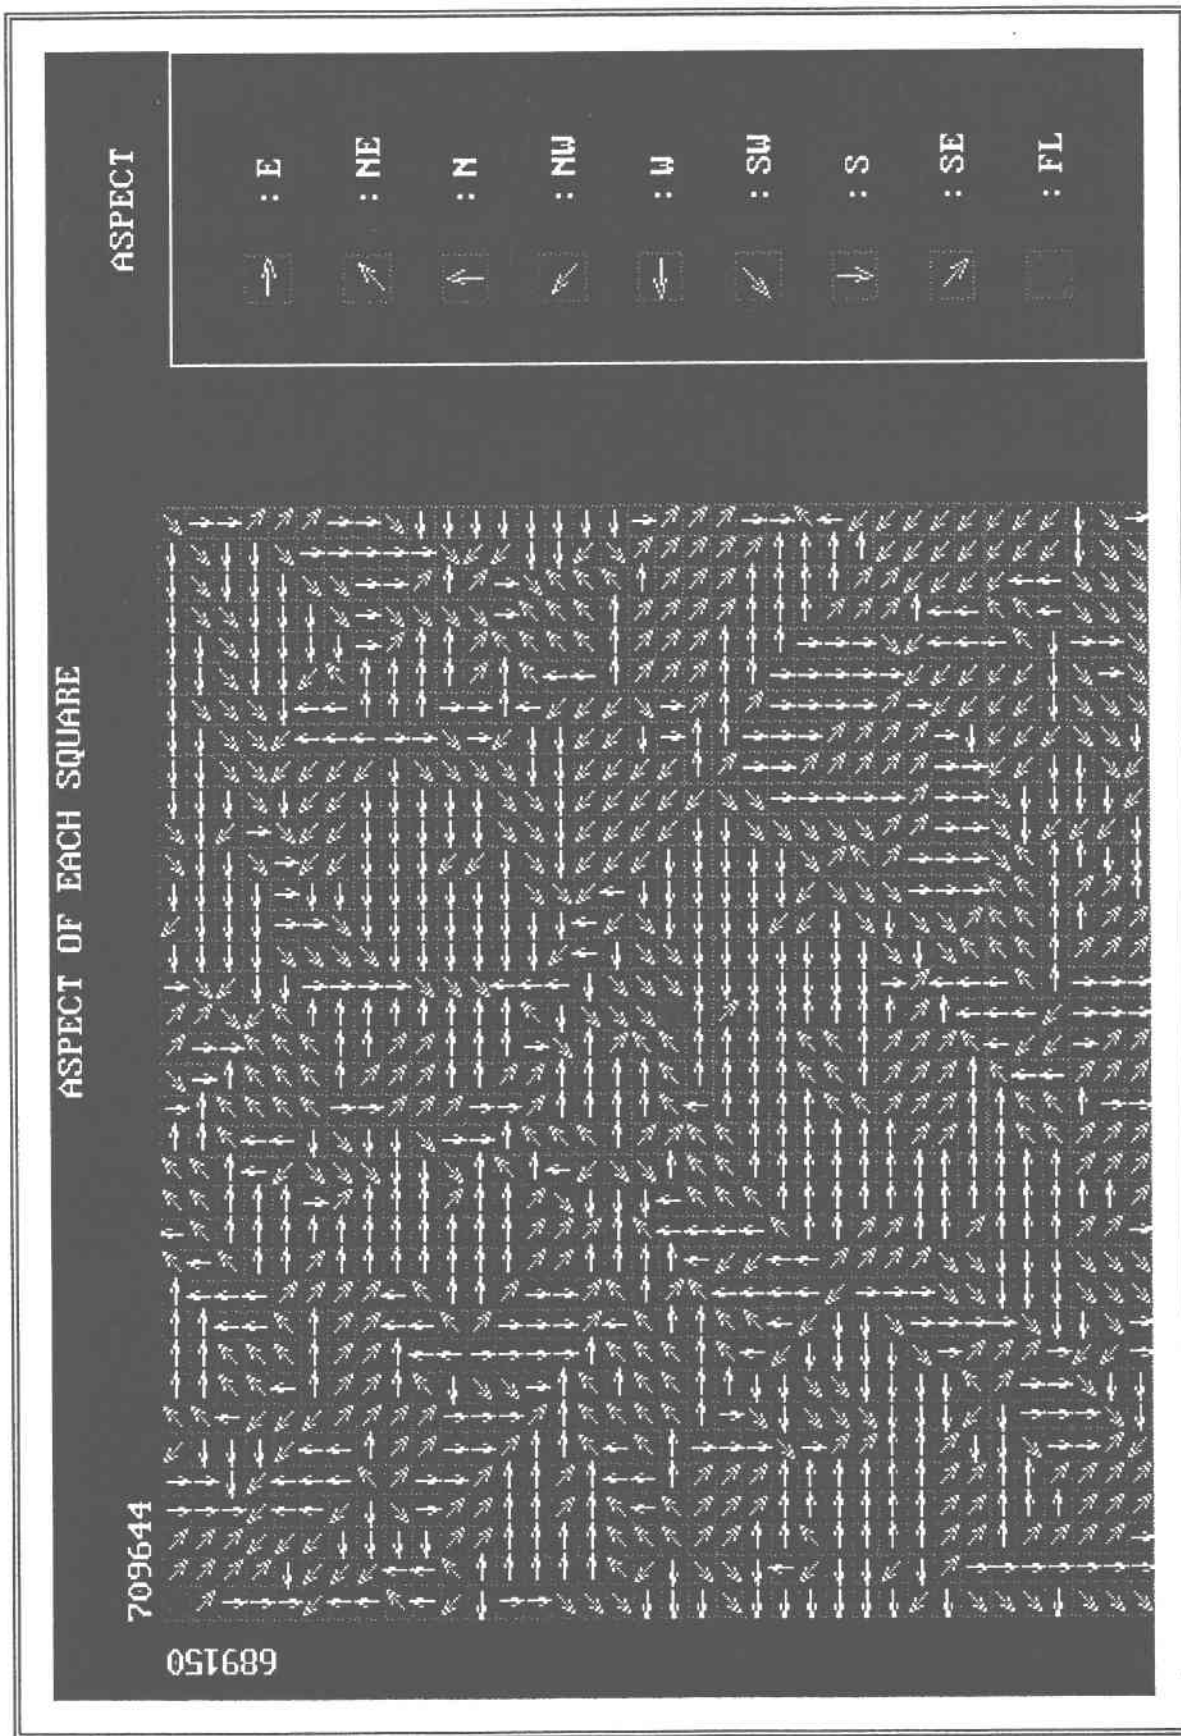 ASPECT OF EACH SQUARE
ASPECT
709644
689150
: E
: NE
: N
: NW
: W
: SW
: S
: SE
: FL